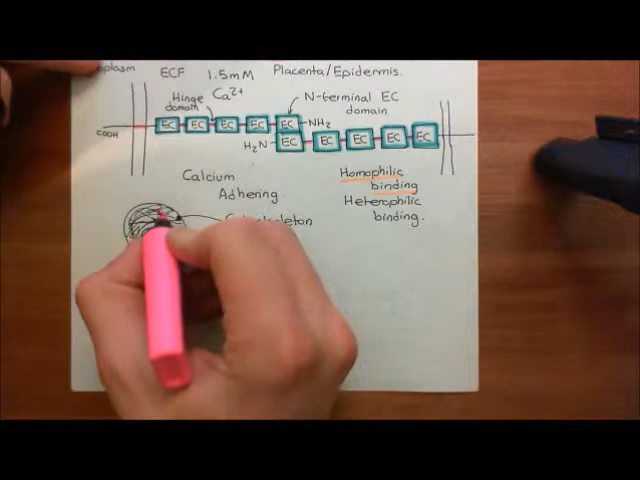 ECF 1.5mM Placenta/Epidermis.
Hinge domain Ca2+ N-terminal EC domain
COOH EC EC EC EC EC NH2
H2N EC EC EC EC EC
Calcium Adhering.
Homophilic binding
Heterophilic binding.